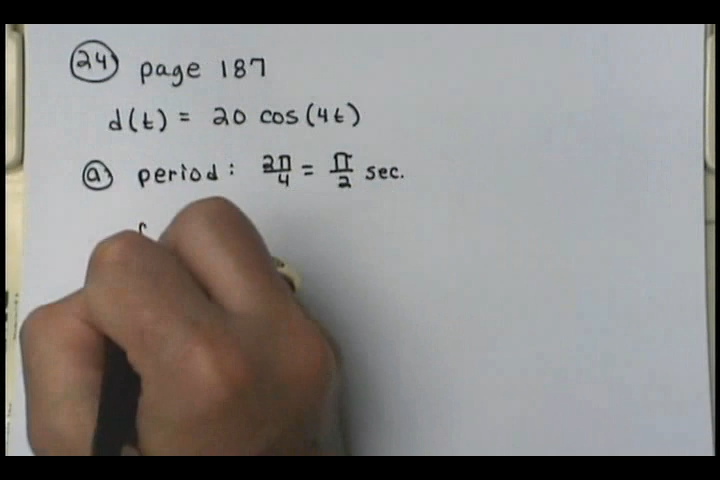 24 page 187
d(t) = 20 cos(4t)
a period: 2π/4 = π/2 sec.